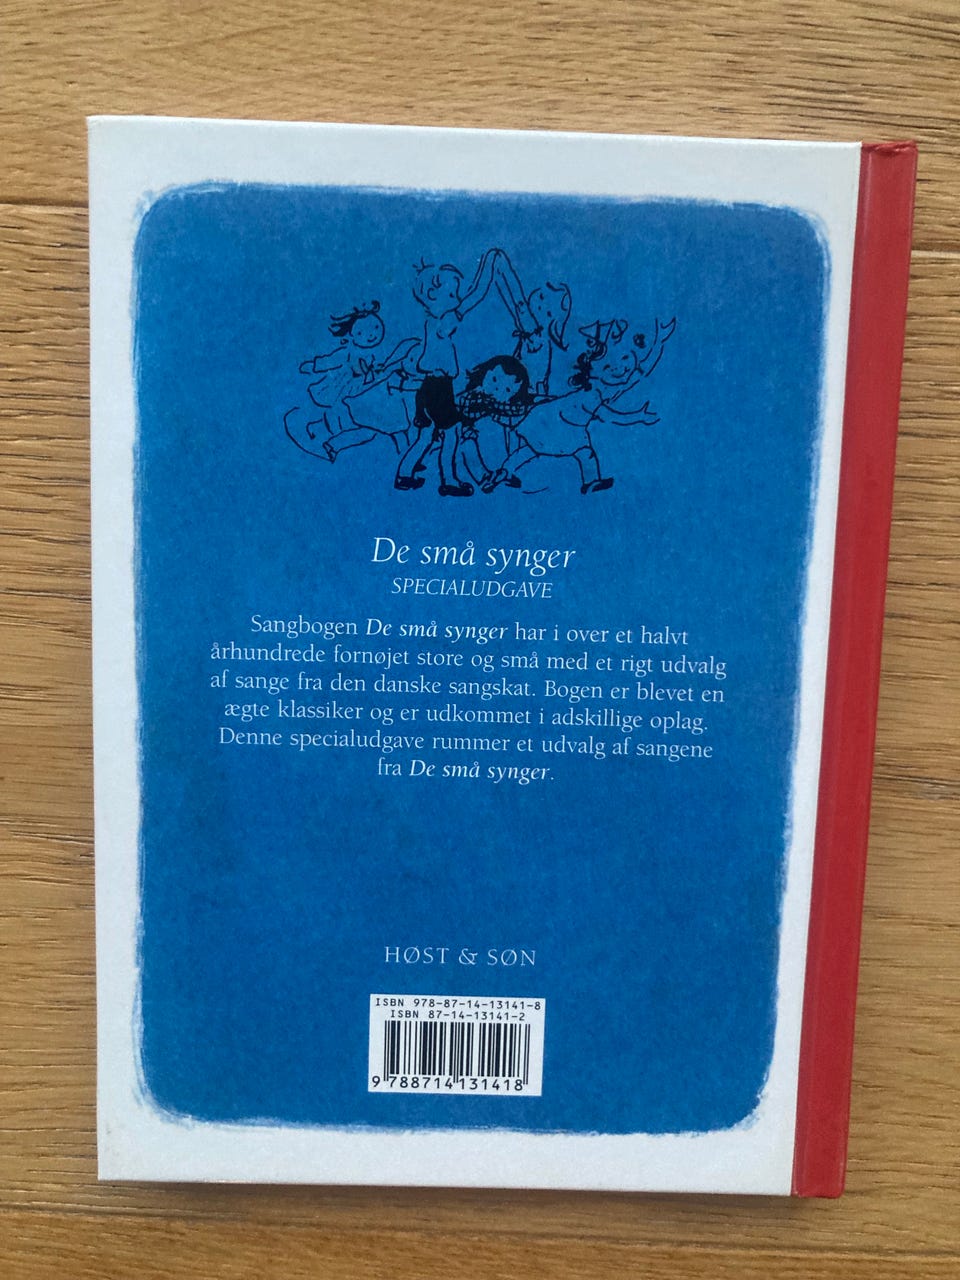 De små synger
SPECIALUDGAVE
Sangbogen De små synger har i over et halvt
århundrede fornøjet store og små med et rigt udvalg
af sange fra den danske sangskat. Bogen er blevet en
ægte klassiker og er udkommet i adskillige oplag.
Denne specialudgave rummer et udvalg af sangene
fra De små synger.
HØST & SØN
ISBN 978-87-14-13141-8
ISBN 87-14-13141-2
9 788714 131418